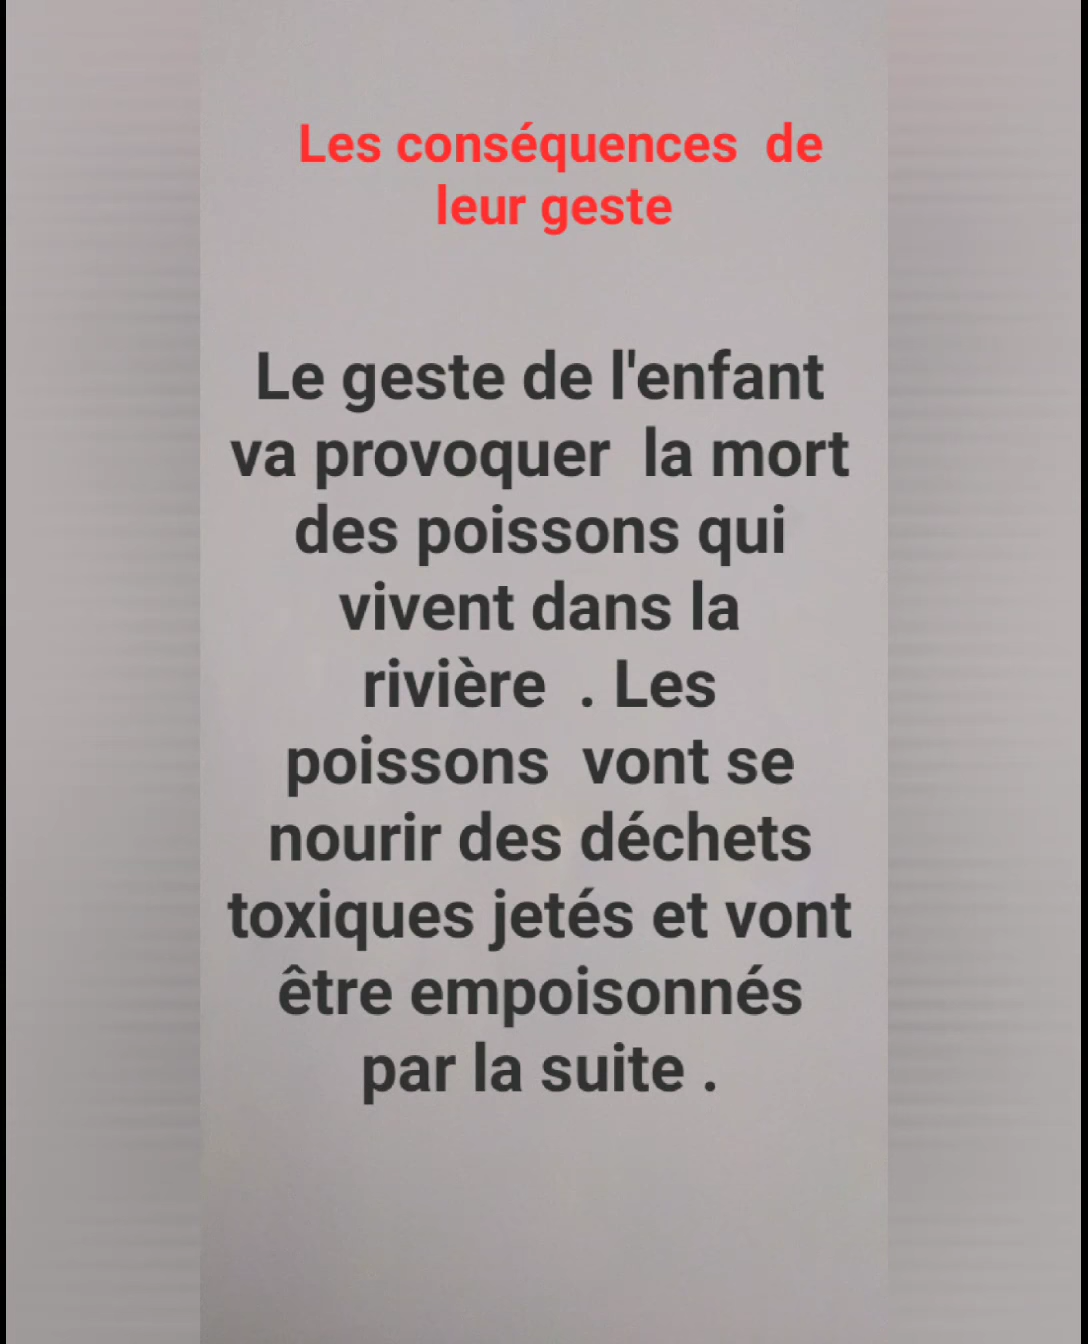 Les conséquences de
leur geste
Le geste de l'enfant
va provoquer la mort
des poissons qui
vivent dans la
rivière . Les
poissons vont se
nourir des déchets
toxiques jetés et vont
être empoisonnés
par la suite .